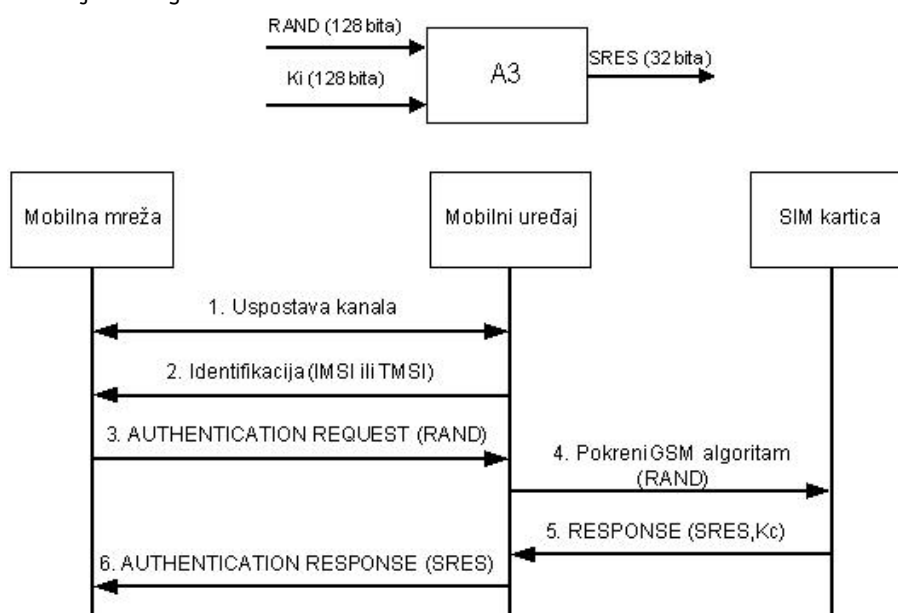 RAND (128 bita)
Ki (128 bita)
A3
SRES (32 bita)
Mobilna mreža
Mobilni uređaj
SIM kartica
1. Uspostava kanala
2. Identifikacija (IMSI ili TMSI)
3. AUTHENTICATION REQUEST (RAND)
4. Pokreni GSM algoritam
(RAND)
5. RESPONSE (SRES,Kc)
6. AUTHENTICATION RESPONSE (SRES)